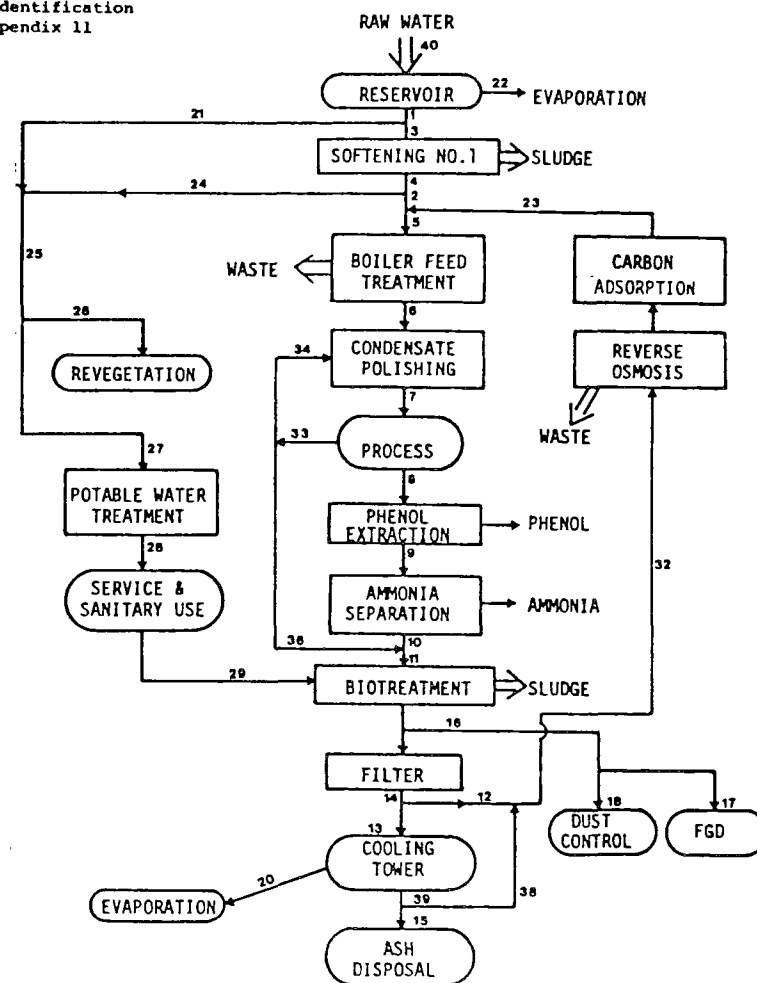 dentification
pendix 11
RAW WATER
40
RESERVOIR
22
EVAPORATION
1
21
3
SOFTENING NO.1
SLUDGE
4
24
2
23
5
25
WASTE
BOILER FEED
TREATMENT
CARBON
ADSORPTION
6
26
34
CONDENSATE
POLISHING
REVERSE
OSMOSIS
REVEGETATION
7
WASTE
33
PROCESS
27
8
POTABLE WATER
TREATMENT
PHENOL
EXTRACTION
PHENOL
9
28
32
SERVICE &
SANITARY USE
AMMONIA
SEPARATION
AMMONIA
10
36
11
29
BIOTREATMENT
SLUDGE
16
FILTER
14
12
18
17
DUST
CONTROL
FGD
13
COOLING
TOWER
20
EVAPORATION
39
38
15
ASH
DISPOSAL